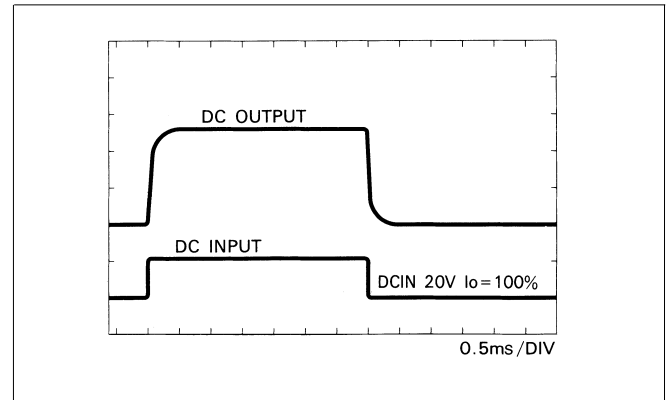 DC OUTPUT
DC INPUT
DCIN 20V Io=100%
0.5ms/DIV